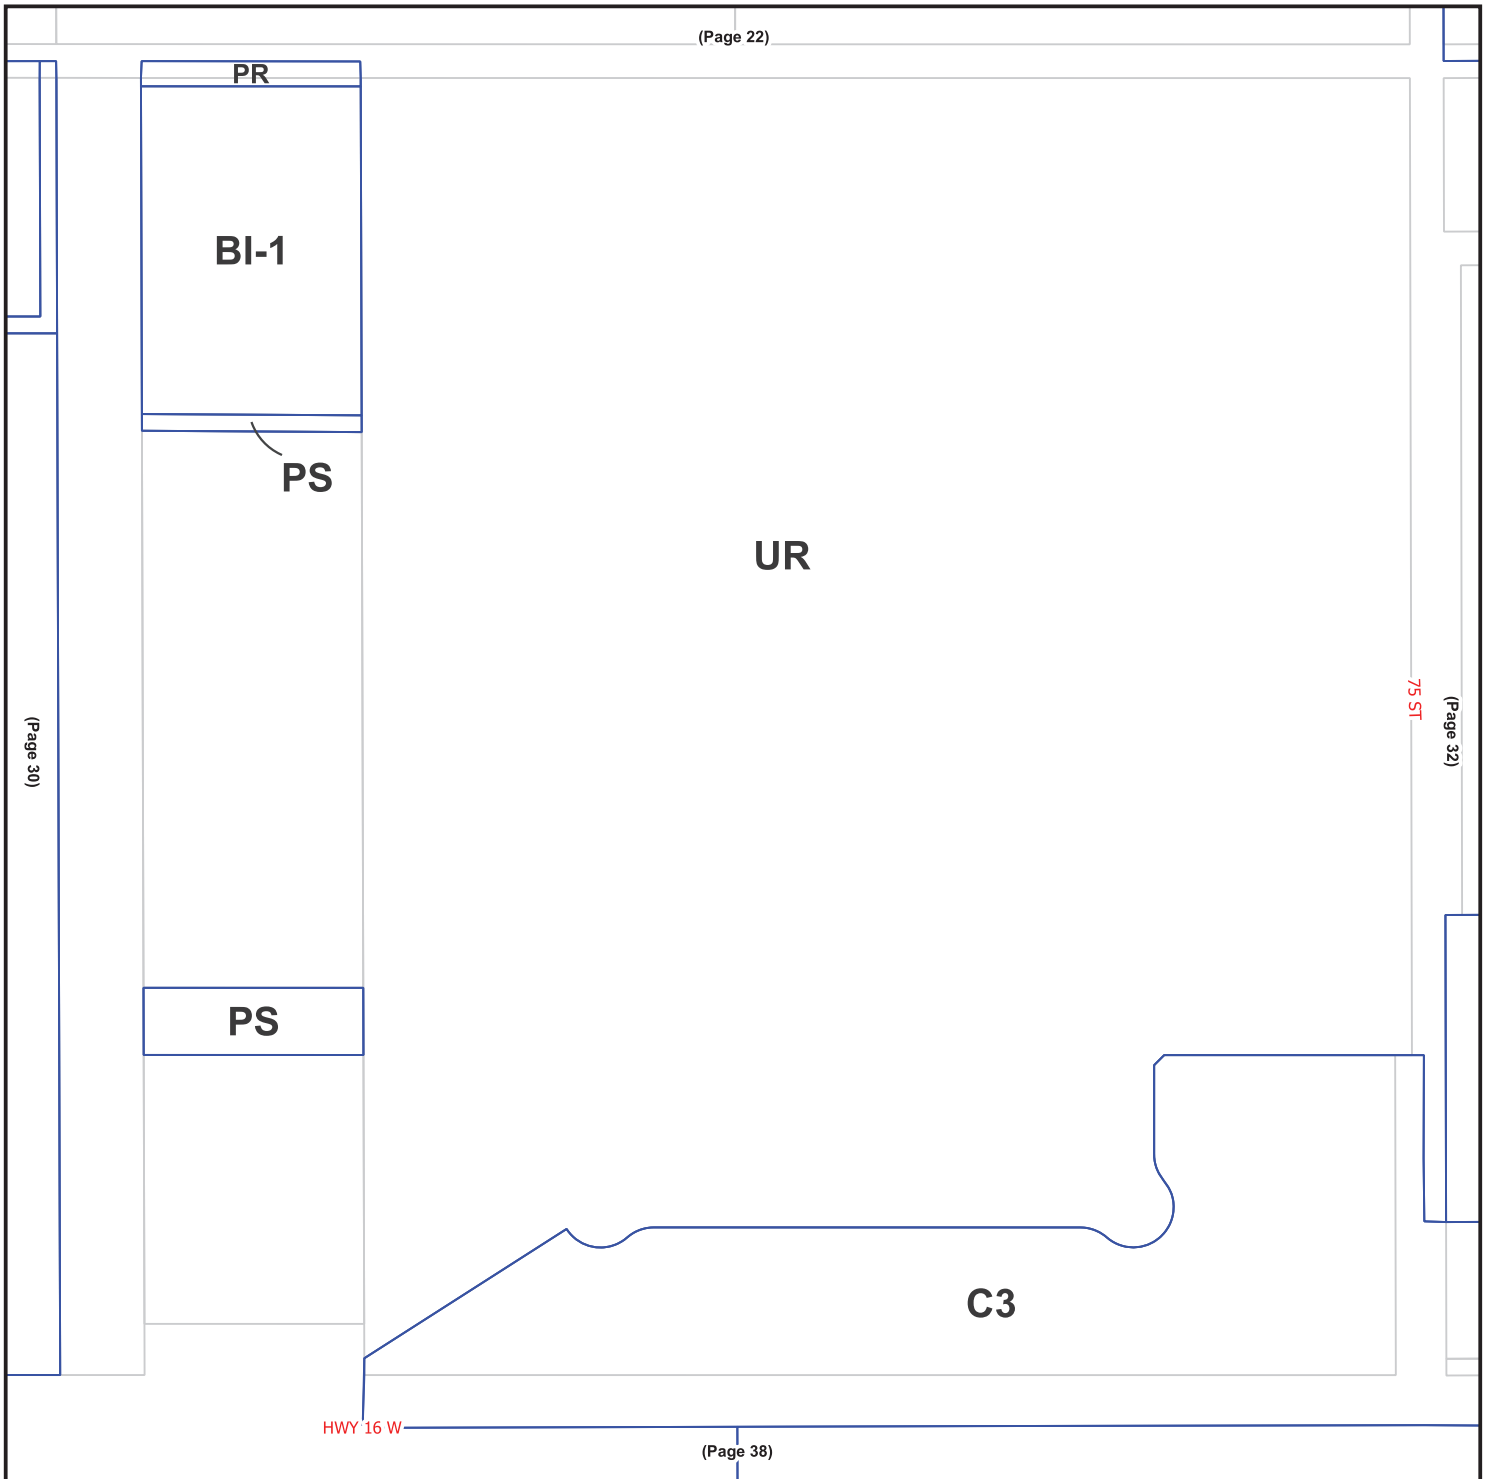 (Page 22)
PR
BI-1
PS
UR
75 ST
(Page 32)
(Page 30)
PS
C3
HWY 16 W
(Page 38)